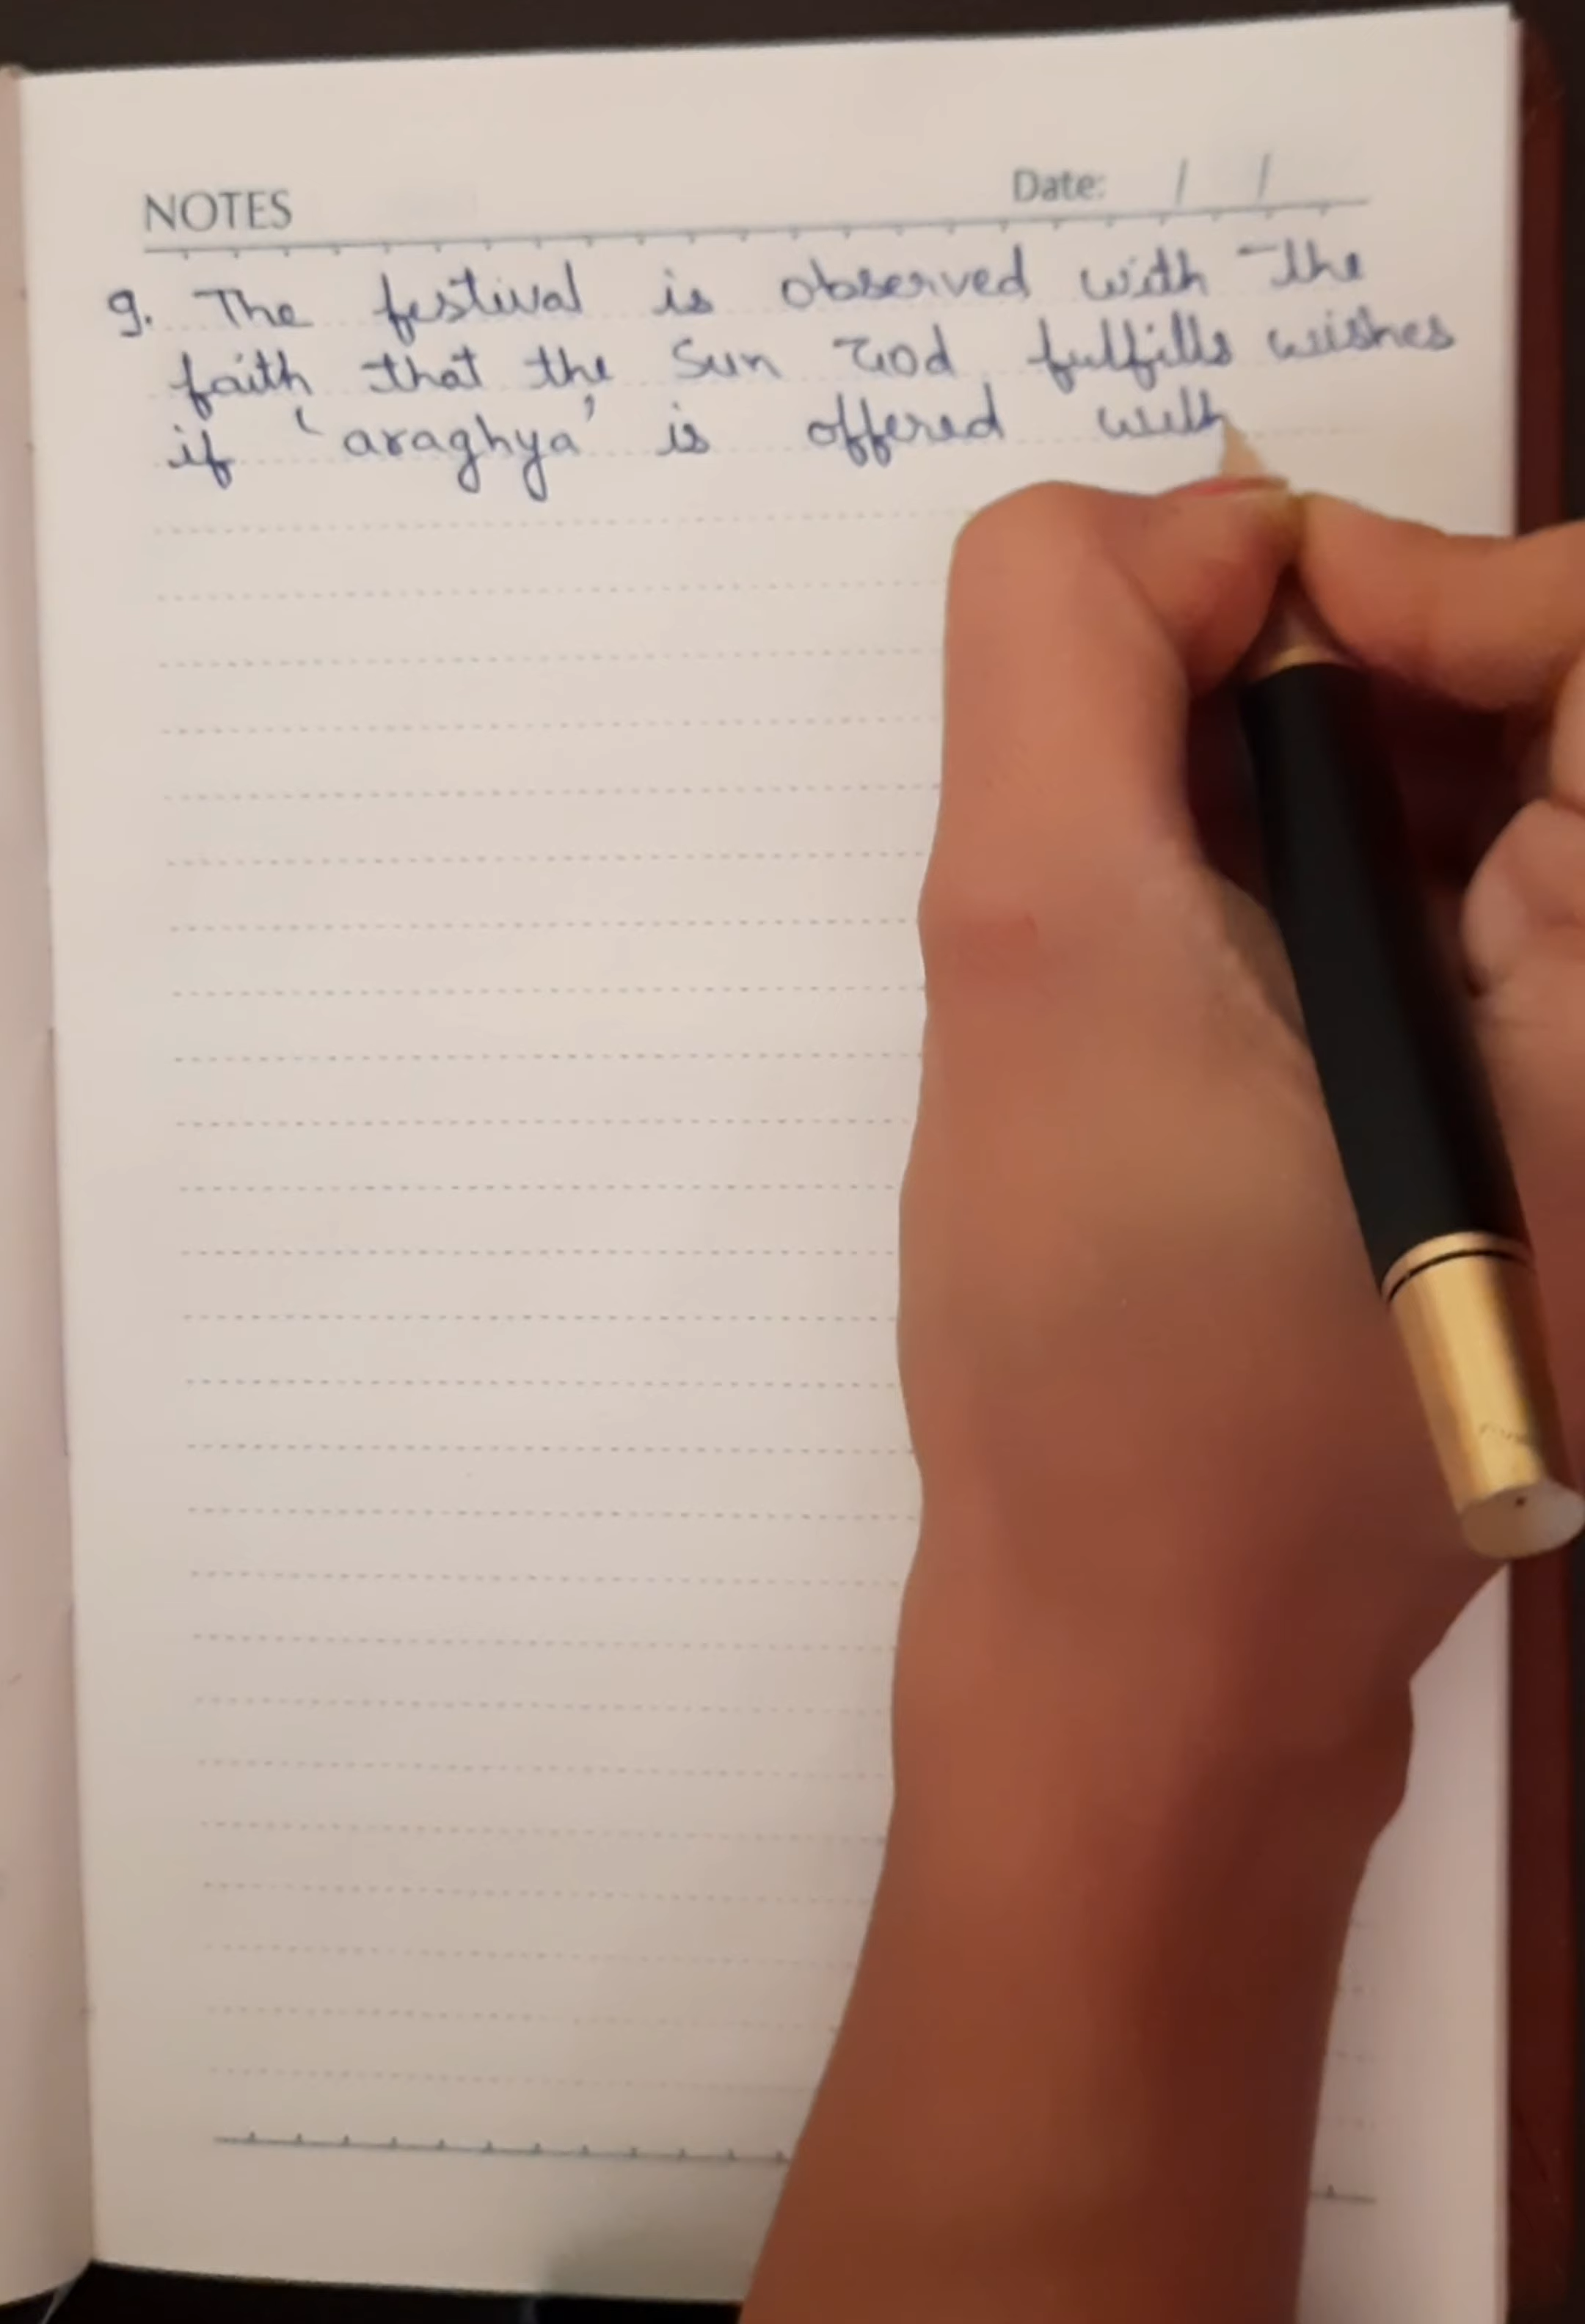 NOTES Date: / /
9. The festival is observed with the
faith that the Sun God fulfills wishes
if 'araghya' is offered with